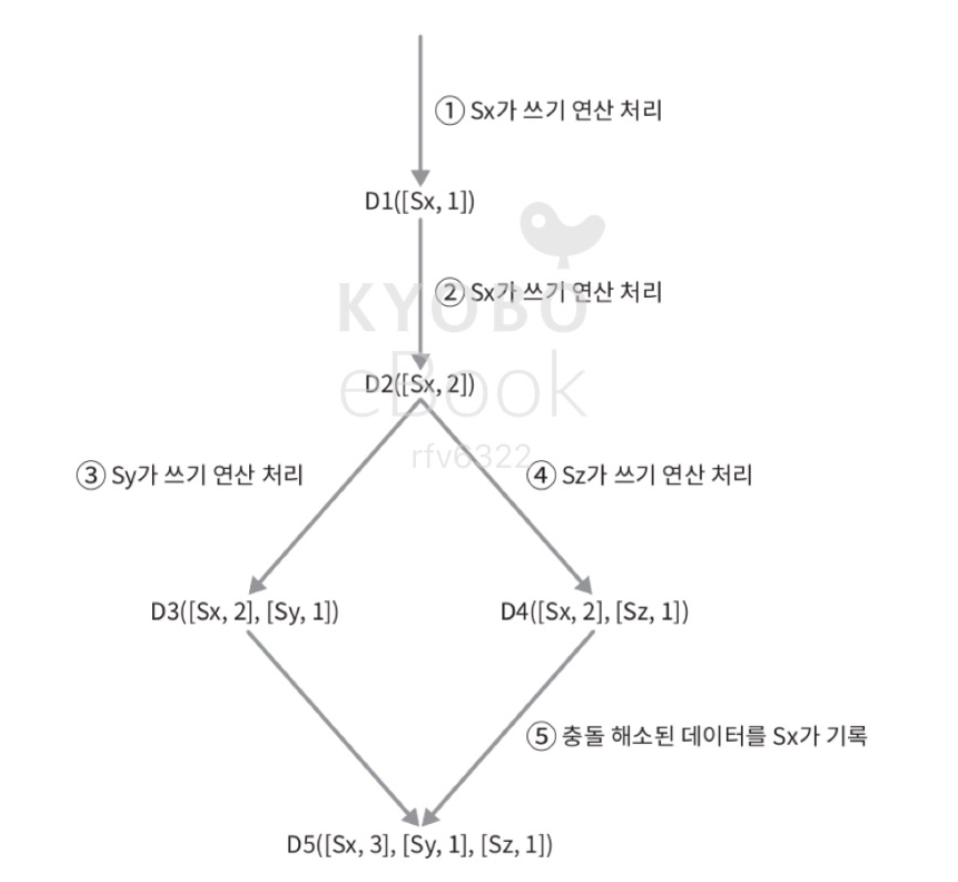 ① Sx가 쓰기 연산 처리
D1([Sx, 1])
② Sx가 쓰기 연산 처리
KYOBO
D2([Sx, 2])
eBook
rfv6322
③ Sy가 쓰기 연산 처리
④ Sz가 쓰기 연산 처리
D3([Sx, 2], [Sy, 1])
D4([Sx, 2], [Sz, 1])
⑤ 충돌 해소된 데이터를 Sx가 기록
D5([Sx, 3], [Sy, 1], [Sz, 1])